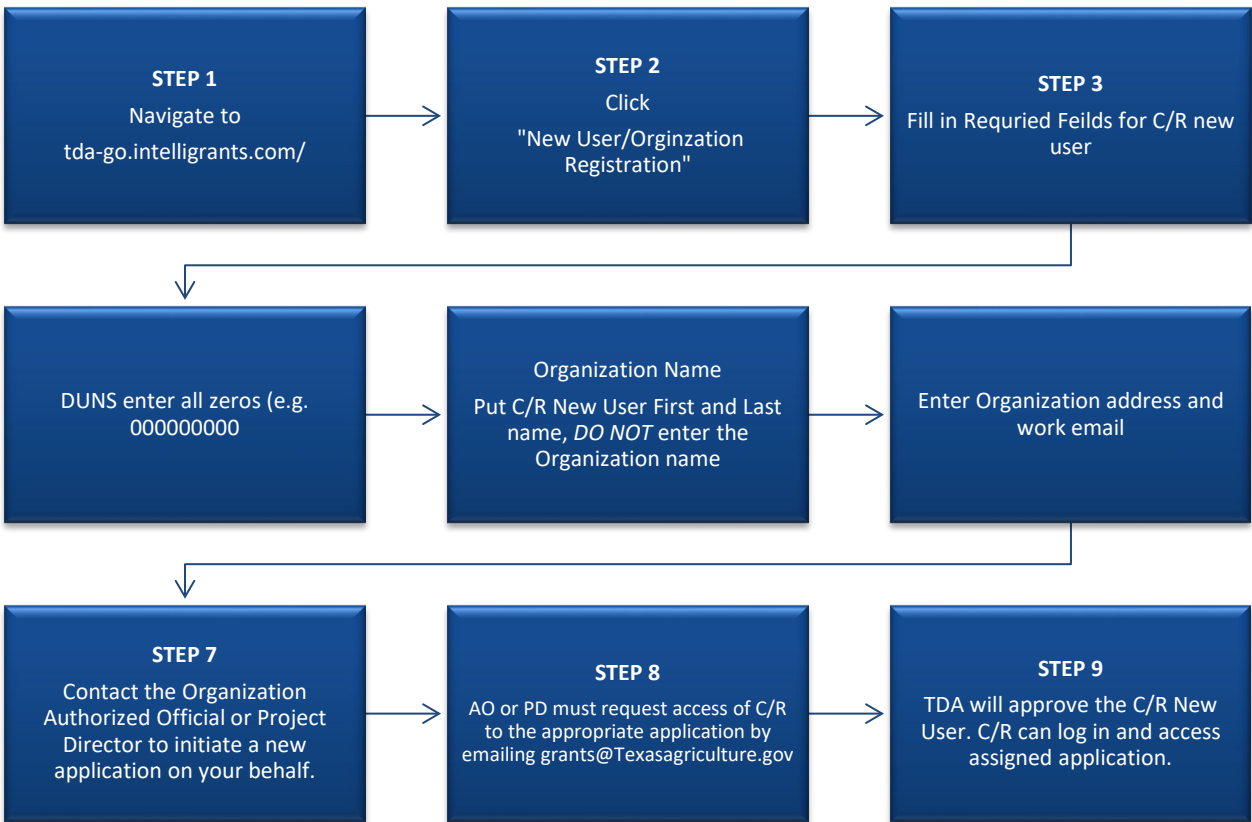 STEP 1
Navigate to
tda-go.intelligrants.com/
STEP 2
Click
"New User/Orginzation
Registration"
STEP 3
Fill in Requried Feilds for C/R new
user
DUNS enter all zeros (e.g.
000000000
Organization Name
Put C/R New User First and Last
name, DO NOT enter the
Organization name
Enter Organization address and
work email
STEP 7
Contact the Organization
Authorized Official or Project
Director to initiate a new
application on your behalf.
STEP 8
AO or PD must request access of C/R
to the appropriate application by
emailing grants@Texasagriculture.gov
STEP 9
TDA will approve the C/R New
User. C/R can log in and access
assigned application.